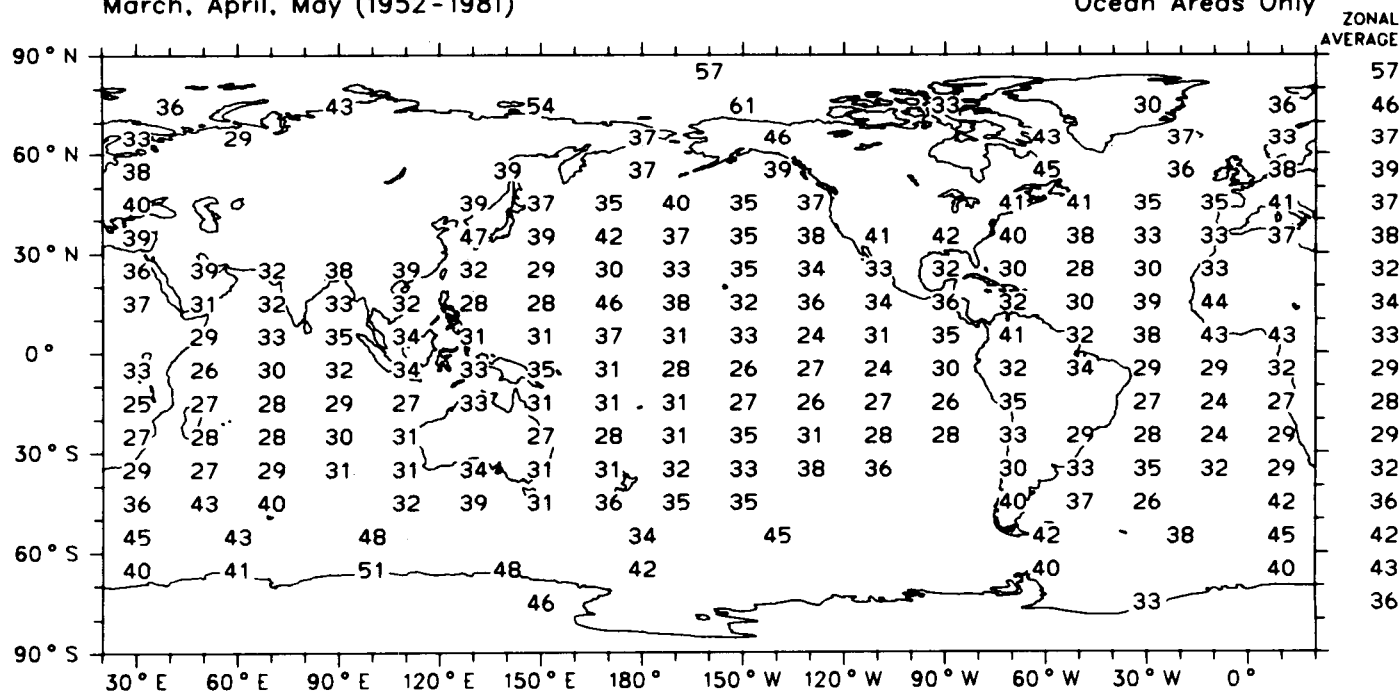 March, April, May (1952-1981) Ocean Areas Only
ZONAL
AVERAGE
90° N
57 57
36 43 54 61 33 30 36 46
33 29 37 46 43 37 33 37
60° N
38 39 37 39 45 36 38 39
40 39 37 35 40 35 37 41 41 35 35 41 37
39 47 39 42 37 35 38 41 42 40 38 33 33 37 38
30° N
36 39 32 38 39 32 29 30 33 35 34 33 32 30 28 30 33 32
37 31 32 33 32 28 28 46 38 32 36 34 36 32 30 39 44 34
29 33 35 34 31 31 37 31 33 24 31 35 41 32 38 43 43 33
0°
33 26 30 32 34 33 35 31 28 26 27 24 30 32 34 29 29 32 29
25 27 28 29 27 33 31 31 31 27 26 27 26 35 27 24 27 28
27 28 28 30 31 27 28 31 35 31 28 28 33 29 28 24 29 29
30° S
29 27 29 31 31 34 31 31 32 33 38 36 30 33 35 32 29 32
36 43 40 32 39 31 36 35 35 40 37 26 42 36
45 43 48 34 45 42 38 45 42
60° S
40 41 51 48 42 40 40 43
46 33 36
90° S
30° E 60° E 90° E 120° E 150° E 180° 150° W 120° W 90° W 60° W 30° W 0°